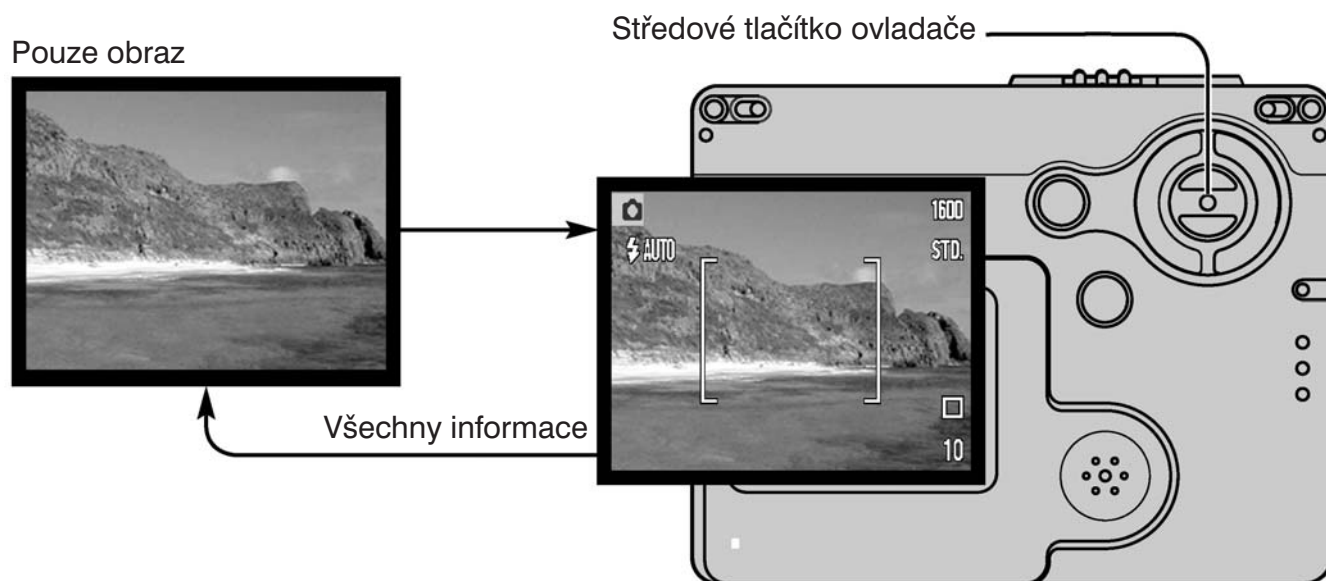 Středové tlačítko ovladače
Pouze obraz
1600
AUTO
STD.
Všechny informace
10